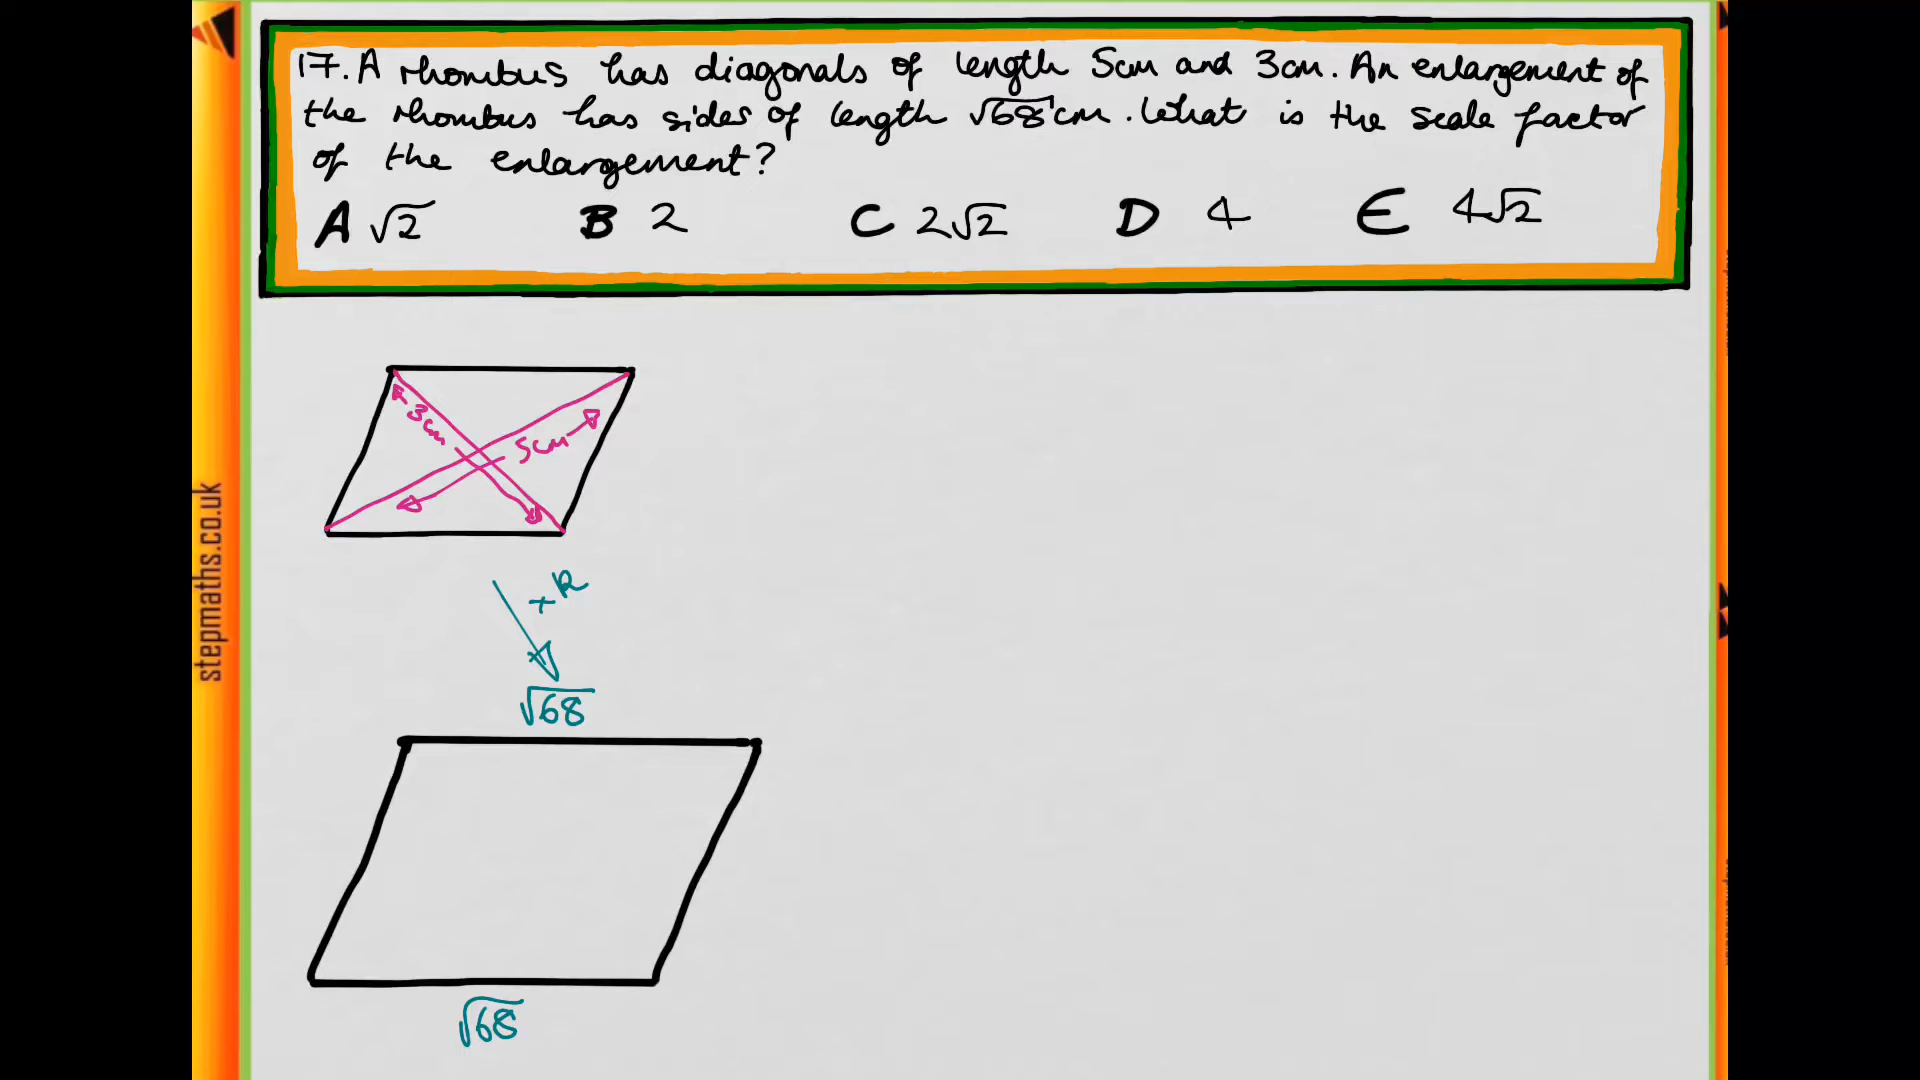 17. A rhombus has diagonals of length 5cm and 3cm. An enlargement of
the rhombus has sides of length √68 cm. What is the scale factor
of the enlargement?
A √2 B 2 C 2√2 D 4 E 4√2
3cm
5cm
stepmaths.co.uk
√68
√68